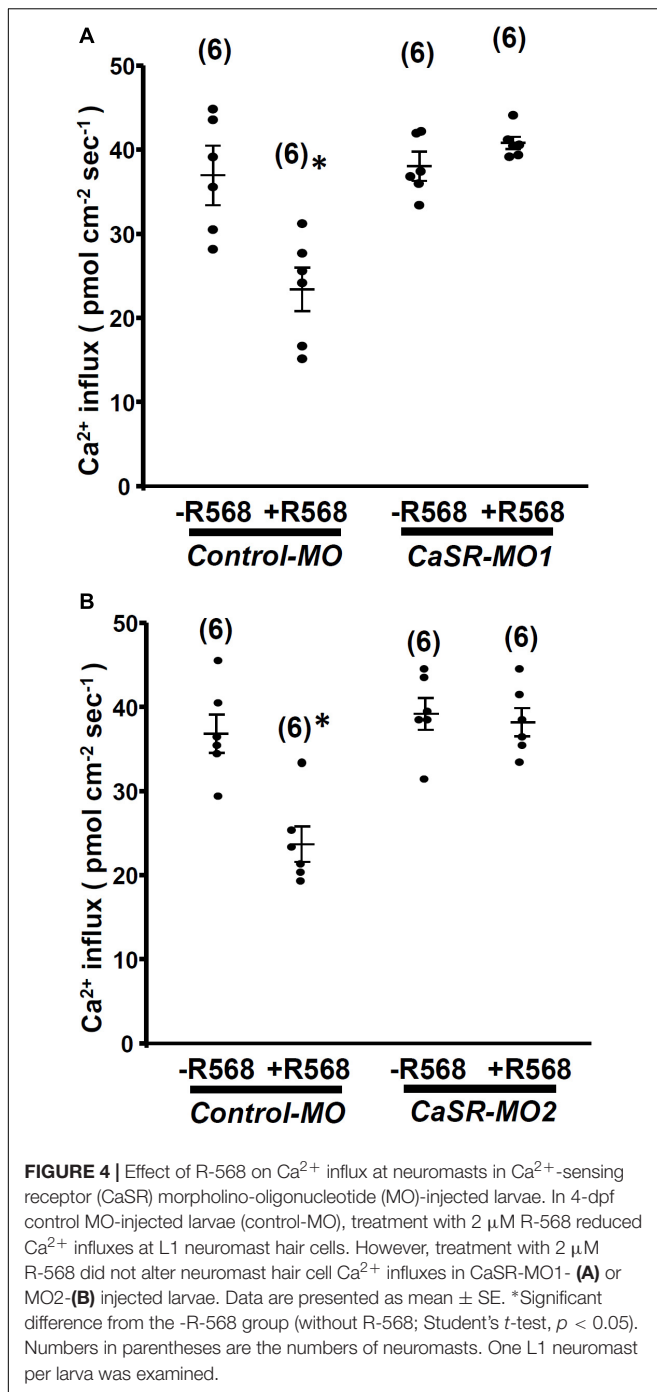 A
(6)
(6)*
(6)
(6)
50
40
30
20
10
0
Ca²⁺ influx ( pmol cm⁻² sec⁻¹)
-R568 +R568 -R568 +R568
Control-MO CaSR-MO1
B
(6)
(6)*
(6)
(6)
50
40
30
20
10
0
Ca²⁺ influx ( pmol cm⁻² sec⁻¹)
-R568 +R568 -R568 +R568
Control-MO CaSR-MO2
FIGURE 4 | Effect of R-568 on Ca²⁺ influx at neuromasts in Ca²⁺-sensing
receptor (CaSR) morpholino-oligonucleotide (MO)-injected larvae. In 4-dpf
control MO-injected larvae (control-MO), treatment with 2 μM R-568 reduced
Ca²⁺ influxes at L1 neuromast hair cells. However, treatment with 2 μM
R-568 did not alter neuromast hair cell Ca²⁺ influxes in CaSR-MO1- (A) or
MO2-(B) injected larvae. Data are presented as mean ± SE. *Significant
difference from the -R-568 group (without R-568; Student's t-test, p < 0.05).
Numbers in parentheses are the numbers of neuromasts. One L1 neuromast
per larva was examined.